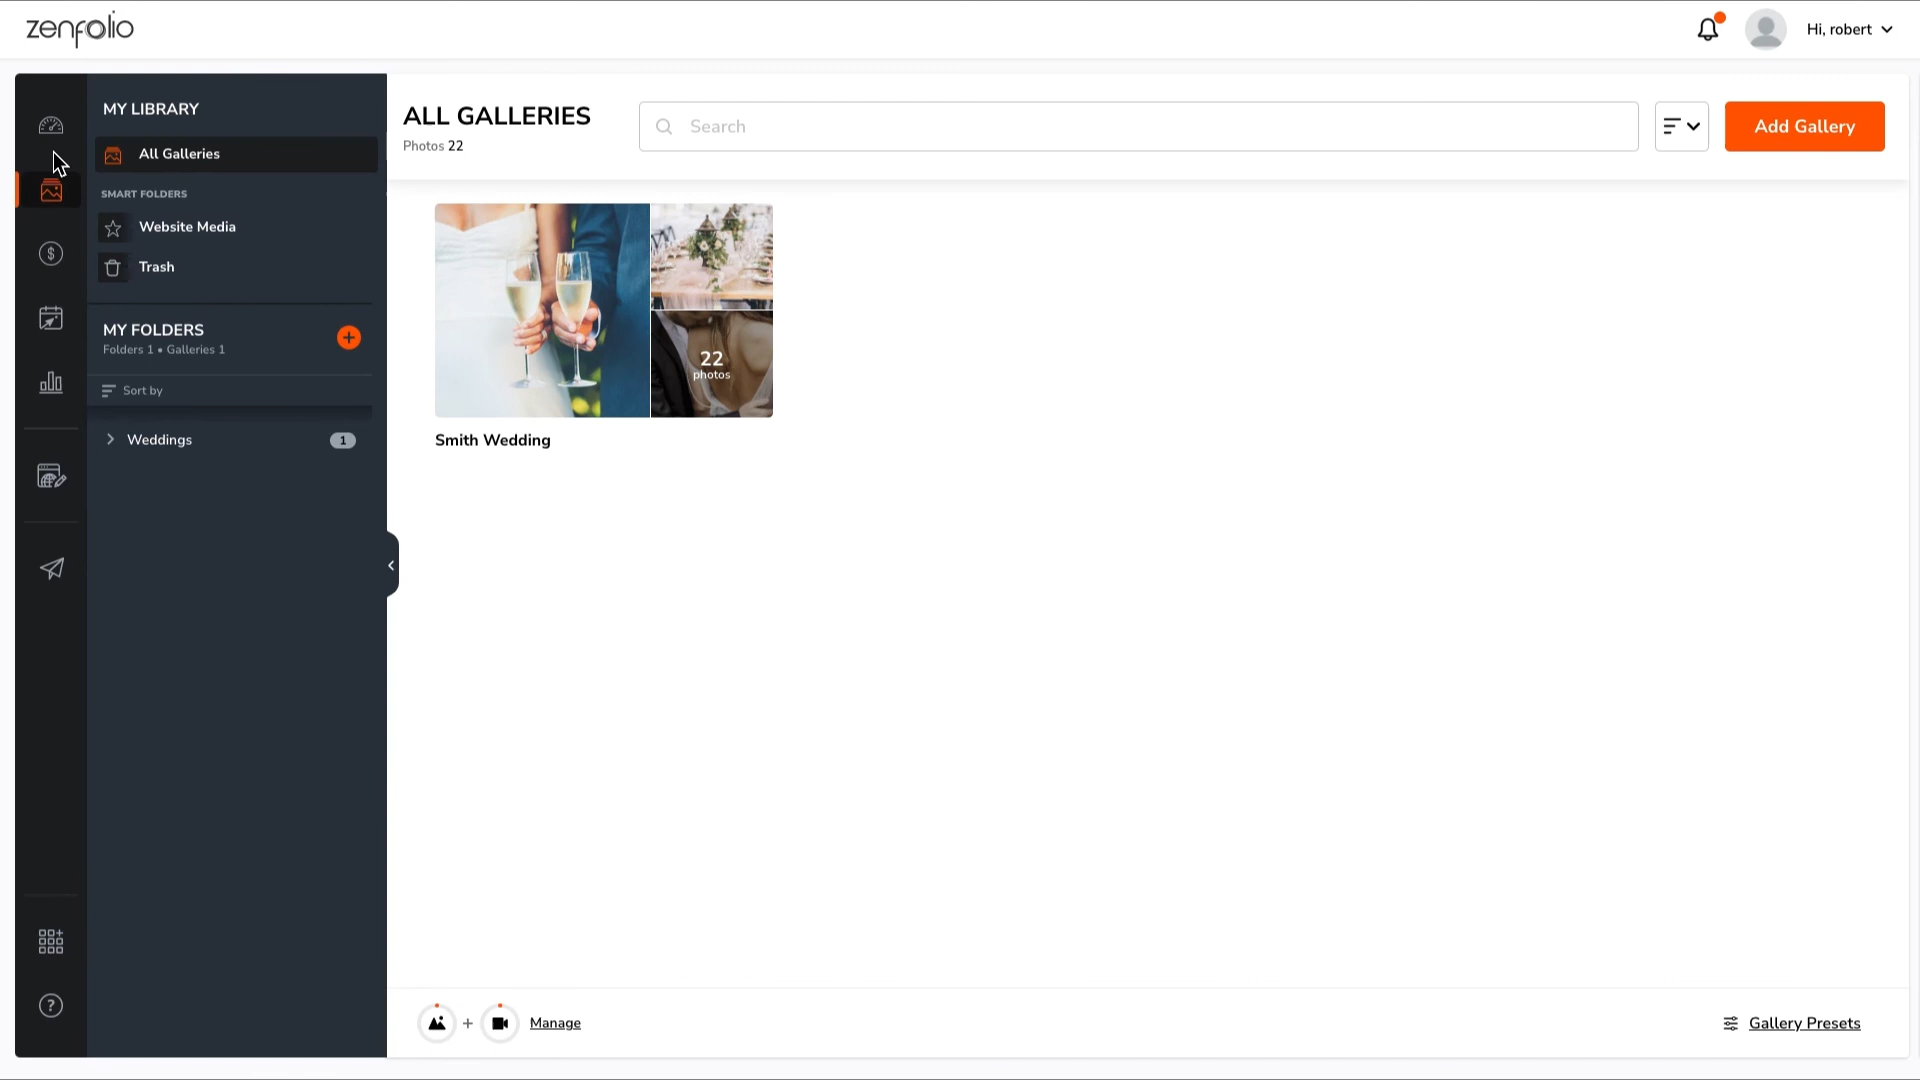 zenfolio
Hi, robert
MY LIBRARY
All Galleries
SMART FOLDERS
Website Media
Trash
MY FOLDERS
Folders 1 • Galleries 1
Sort by
Weddings
1
ALL GALLERIES
Photos 22
Search
Add Gallery
22
photos
Smith Wedding
+ Manage
Gallery Presets